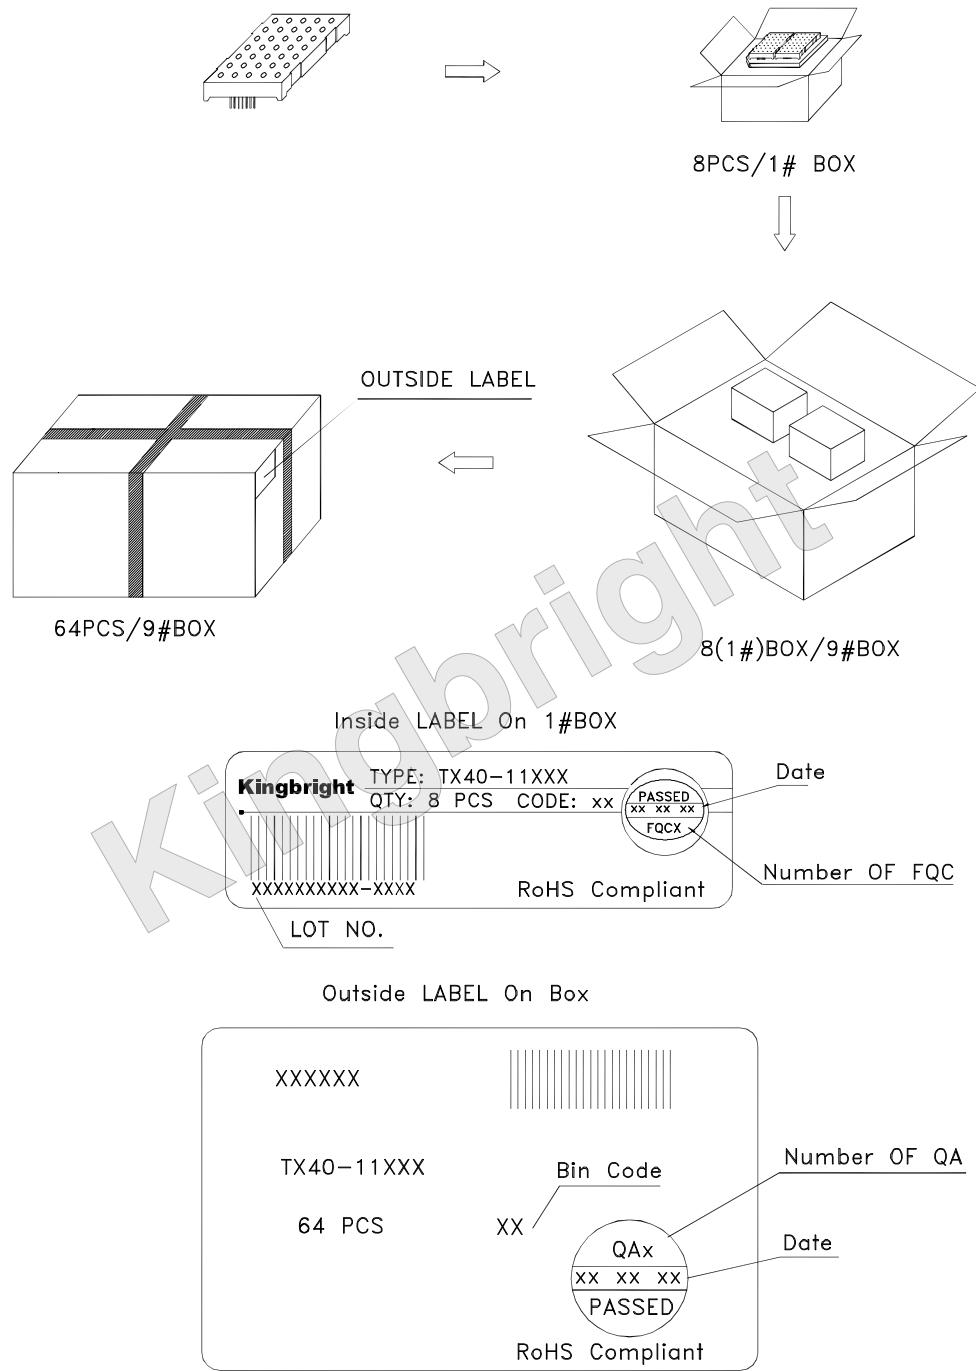 8PCS/1# BOX
OUTSIDE LABEL
64PCS/9#BOX
8(1#)BOX/9#BOX
Kingbright
Inside LABEL On 1#BOX
Kingbright
TYPE: TX40-11XXX
QTY: 8 PCS CODE: xx
PASSED
xx xx xx
FQCX
Date
Number OF FQC
XXXXXXXXXX-XXXX
RoHS Compliant
LOT NO.
Outside LABEL On Box
XXXXXX
TX40-11XXX
Bin Code
Number OF QA
64 PCS
XX
QAx
Date
XX XX XX
PASSED
RoHS Compliant